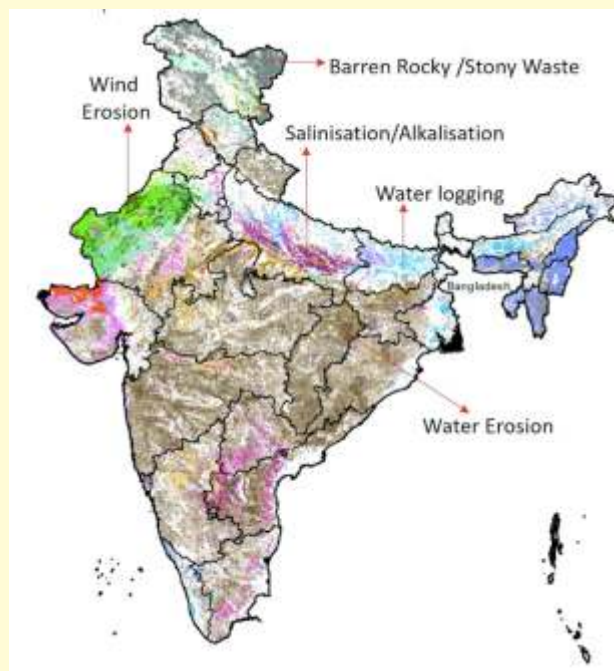 Barren Rocky /Stony Waste
Wind
Erosion
Salinisation/Alkalisation
Water logging
Bangladesh
Water Erosion